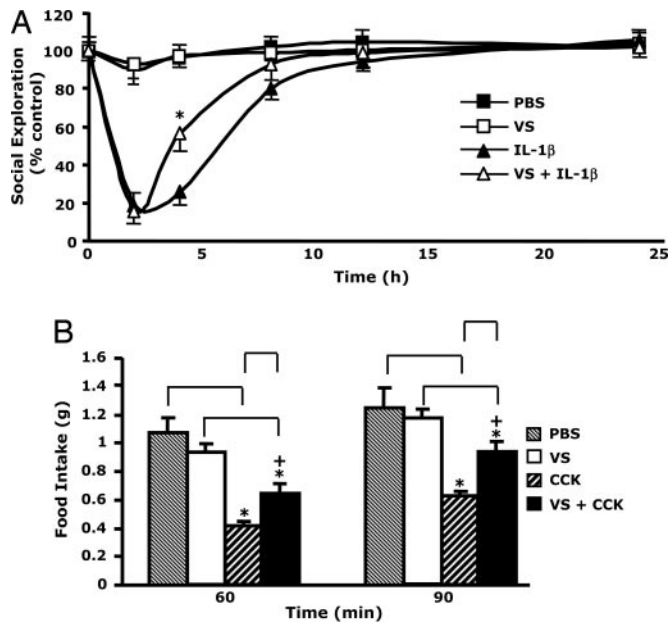 A
Social Exploration
(% control)
120
100
80
60
40
20
0
*
PBS
VS
IL-1β
VS + IL-1β
0
5
10
15
20
25
Time (h)
B
Food Intake (g)
1.6
1.4
1.2
1
0.8
0.6
0.4
0.2
0
*
+
*
*
+
*
PBS
VS
CCK
VS + CCK
60
90
Time (min)